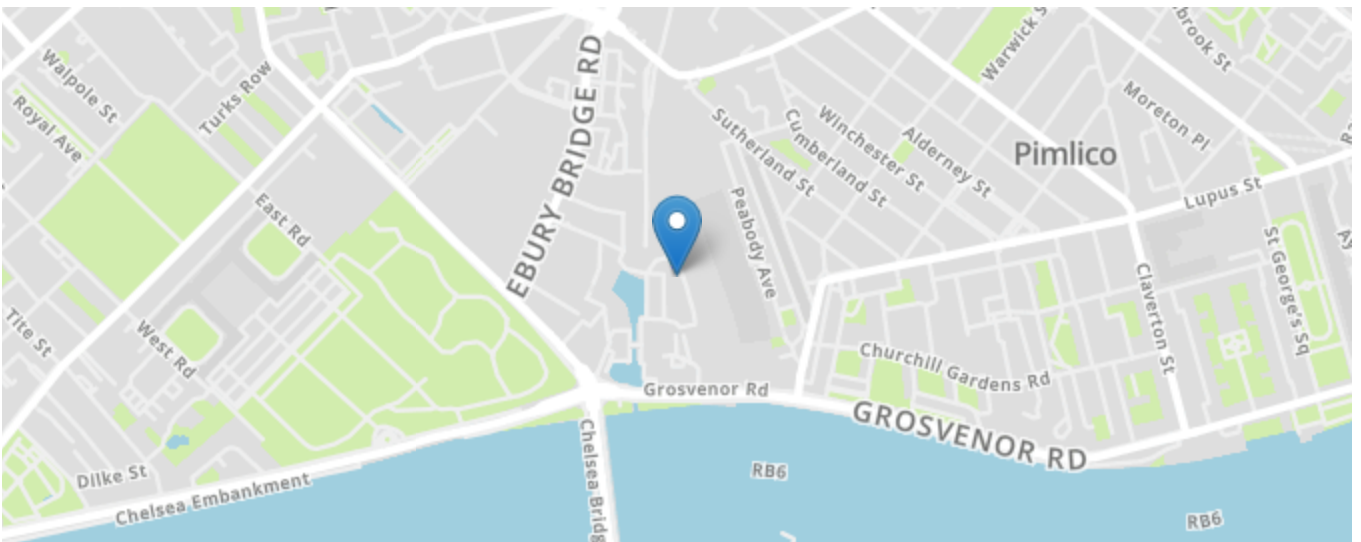 Walpole St
Royal Ave
Turks Row
EBURY BRIDGE RD
Warwick S
brook St
Moreton Pl
Pimlico
Sutherland St
Cumberland St
Winchester St
Alderney St
Lupus St
East Rd
Peabody Ave
St George's Sq
Claverton St
Tite St
West Rd
Churchill Gardens Rd
Grosvenor Rd
GROSVENOR RD
Dilke St
Chelsea Embankment
Chelsea Bridg
RB6
RB6